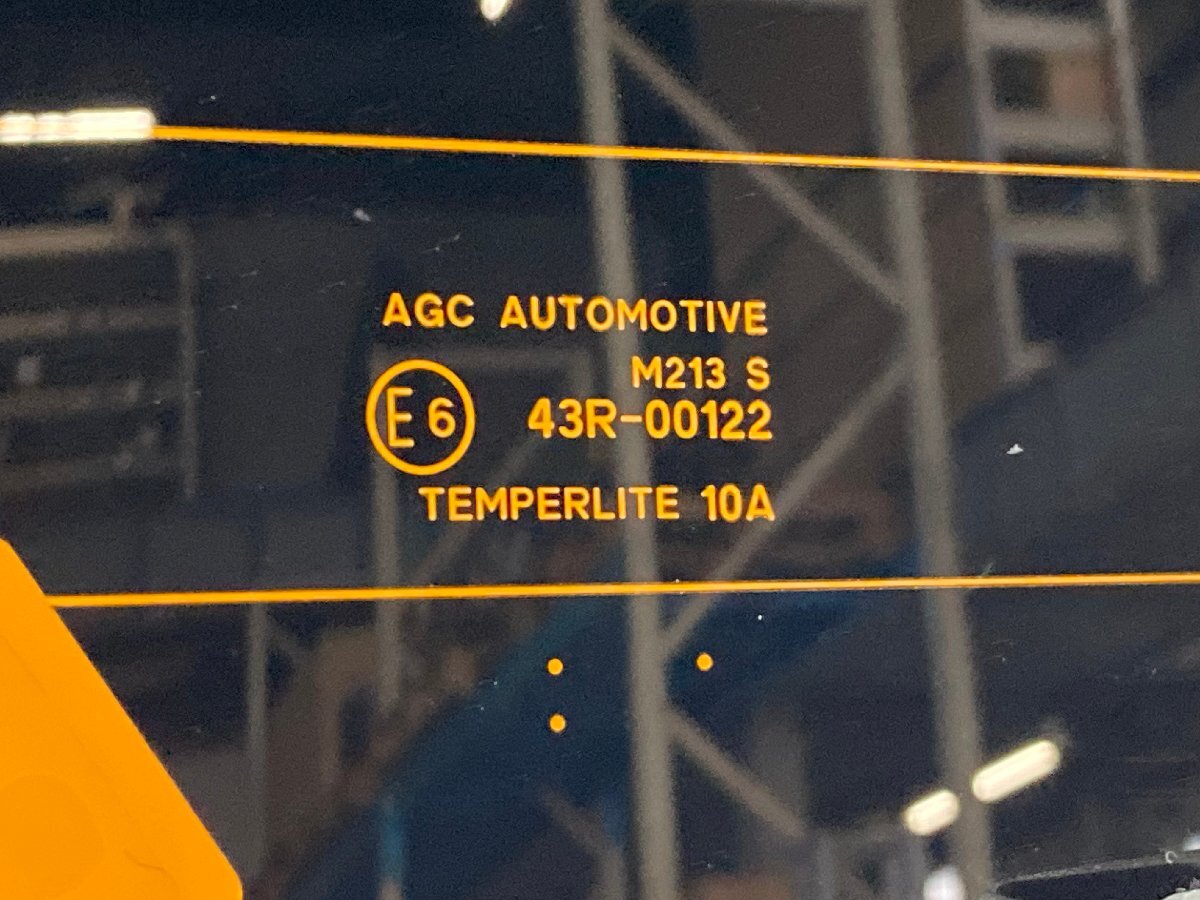 AGC AUTOMOTIVE
M213 S
E6 43R-00122
TEMPERLITE 10A